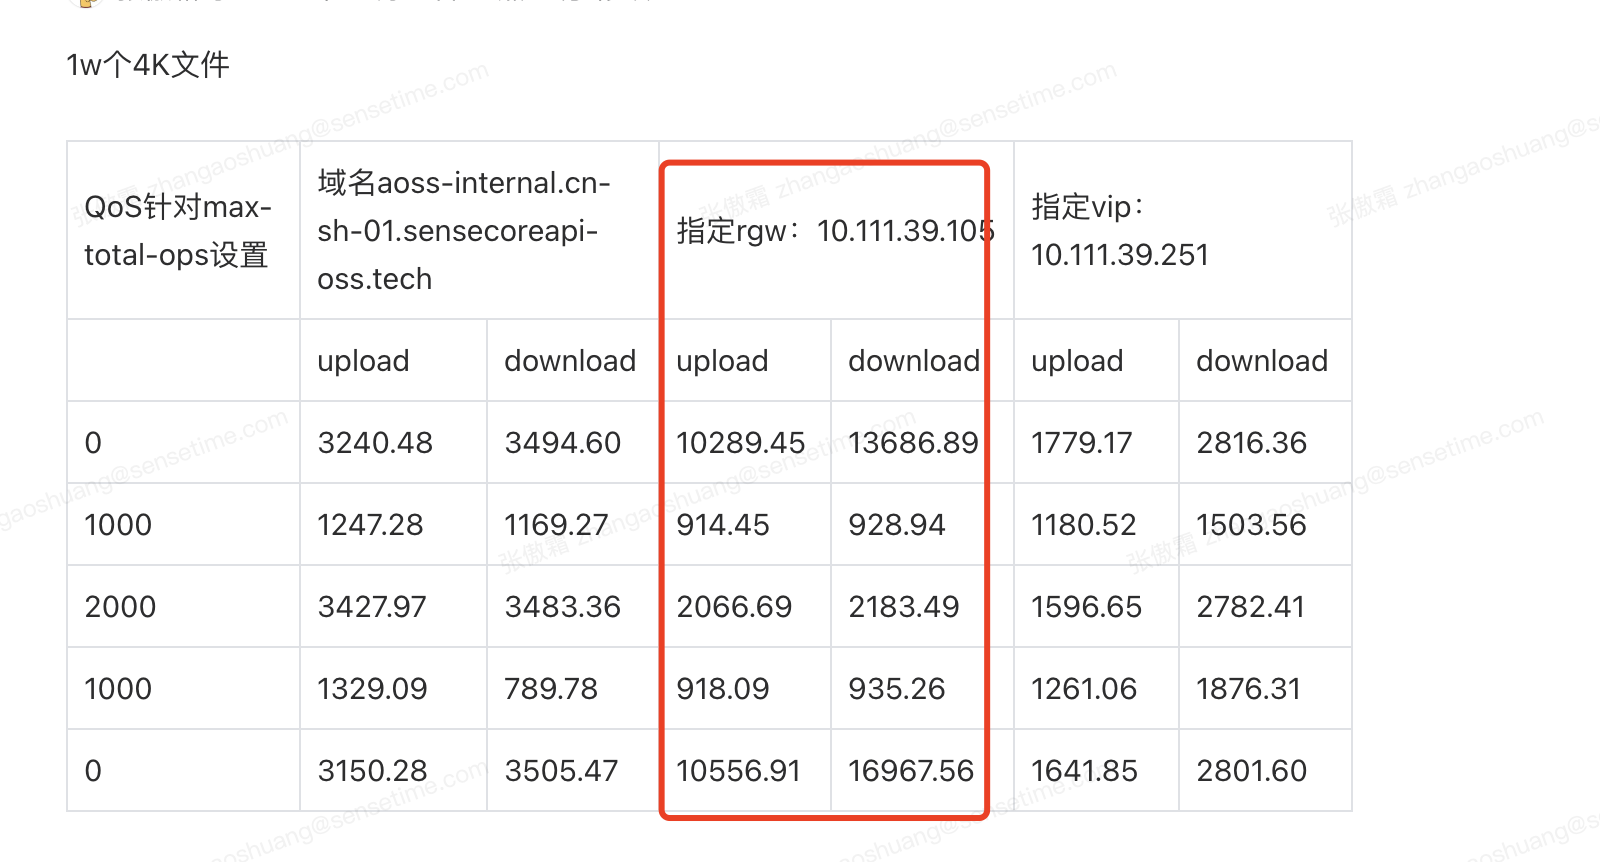 1w个4K文件
QoS针对max-
total-ops设置
域名aoss-internal.cn-
sh-01.sensecoreapi-
oss.tech
指定rgw：10.111.39.105
指定vip：
10.111.39.251
upload download upload download upload download
0 3240.48 3494.60 10289.45 13686.89 1779.17 2816.36
1000 1247.28 1169.27 914.45 928.94 1180.52 1503.56
2000 3427.97 3483.36 2066.69 2183.49 1596.65 2782.41
1000 1329.09 789.78 918.09 935.26 1261.06 1876.31
0 3150.28 3505.47 10556.91 16967.56 1641.85 2801.60
张傲霜 zhangaoshuang@sensetime.com
张傲霜 zhangaoshuang@sensetime.com